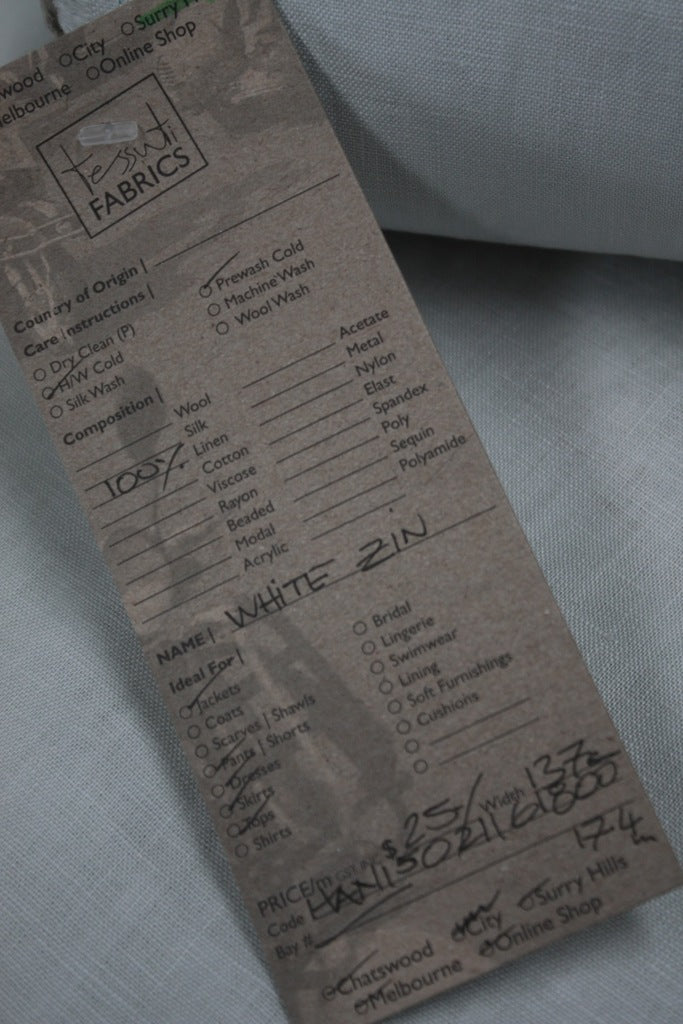 wood ○City ○Surry
elbourne ○Online Shop
tessuti
FABRICS
Country of Origin |
Care Instructions |
○ Dry Clean (P) ○ Prewash Cold
○ H/W Cold ○ Machine Wash
○ Silk Wash ○ Wool Wash
Composition |
Wool Acetate
Silk Metal
100% Linen Nylon
Cotton Elast
Viscose Spandex
Rayon Poly
Beaded Sequin
Modal Polyamide
Acrylic
NAME | WHITE ZIN
Ideal For |
○ Jackets ○ Bridal
○ Coats ○ Lingerie
○ Scarves | Shawls ○ Swimwear
○ Pants | Shorts ○ Lining
○ Dresses ○ Soft Furnishings
○ Skirts ○ Cushions
○ Tops ○
○ Shirts ○
PRICE/m $25/ Width 137
Code
Bay # 174
○Chatswood ○City ○Surry Hills
○Melbourne ○Online Shop